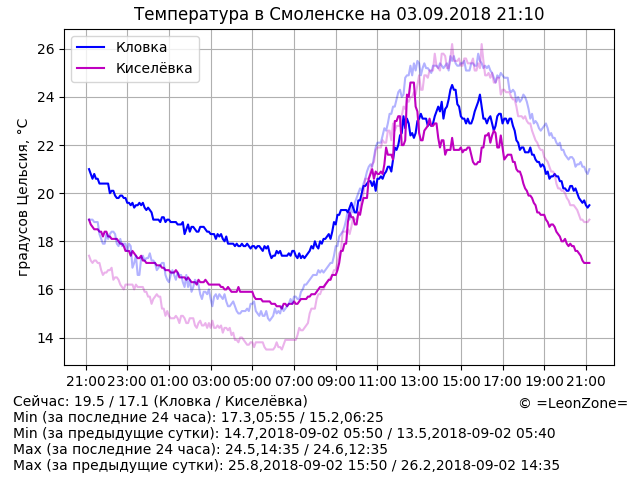 Температура в Смоленске на 03.09.2018 21:10
Кловка
Киселёвка
градусов Цельсия, °C
26
24
22
20
18
16
14
21:00 23:00 01:00 03:00 05:00 07:00 09:00 11:00 13:00 15:00 17:00 19:00 21:00
Сейчас: 19.5 / 17.1 (Кловка / Киселёвка)
© =LeonZone=
Min (за последние 24 часа): 17.3,05:55 / 15.2,06:25
Min (за предыдущие сутки): 14.7,2018-09-02 05:50 / 13.5,2018-09-02 05:40
Max (за последние 24 часа): 24.5,14:35 / 24.6,12:35
Max (за предыдущие сутки): 25.8,2018-09-02 15:50 / 26.2,2018-09-02 14:35